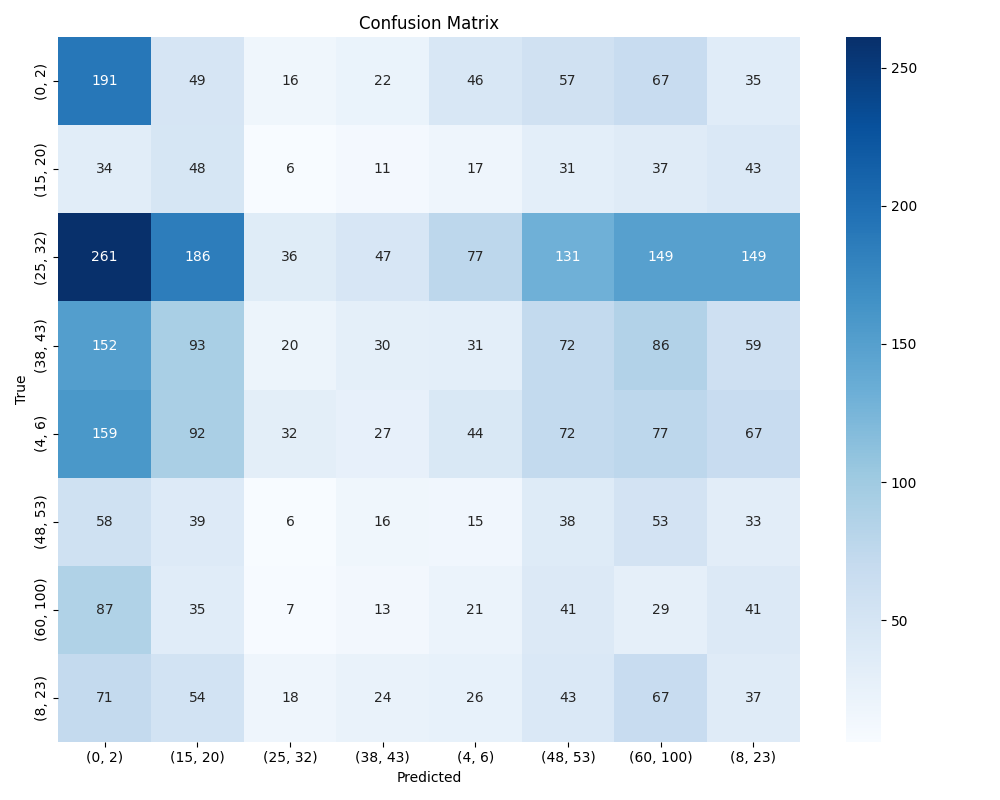 Confusion Matrix
(0, 2) 191 49 16 22 46 57 67 35
(15, 20) 34 48 6 11 17 31 37 43
(25, 32) 261 186 36 47 77 131 149 149
(38, 43) 152 93 20 30 31 72 86 59
(4, 6) 159 92 32 27 44 72 77 67
(48, 53) 58 39 6 16 15 38 53 33
(60, 100) 87 35 7 13 21 41 29 41
(8, 23) 71 54 18 24 26 43 67 37
True
(0, 2) (15, 20) (25, 32) (38, 43) (4, 6) (48, 53) (60, 100) (8, 23)
Predicted
250
200
150
100
50